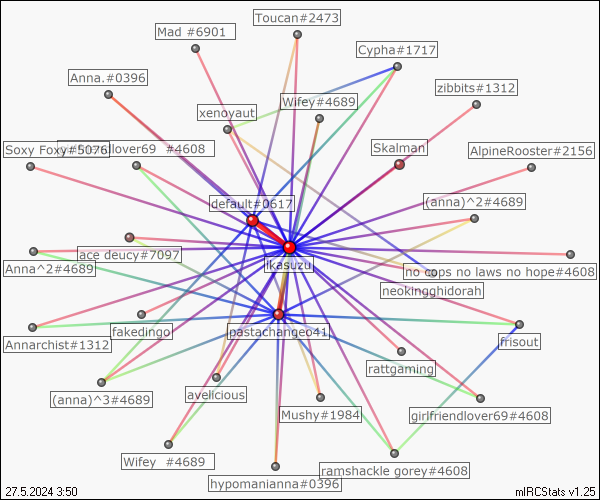 Toucan#2473
Mad #6901
Cypha#1717
Anna.#0396
zibbits#1312
Wifey#4689
xenoyaut
Soxy Foxy#5076
llover69 #4608
Skalman
AlpineRooster#2156
default#0617
(anna)^2#4689
ace deucy#7097
ikasuzu
Anna^2#4689
no cops no laws no hope#4608
neokingghidorah
fakedingo
pastachange041
Annarchist#1312
frisout
rattgaming
(anna)^3#4689
avelicious
Mushy#1984
girlfriendlover69#4608
Wifey #4689
ramshackle gorey#4608
hypomanianna#0396
27.5.2024 3:50
mIRCStats v1.25